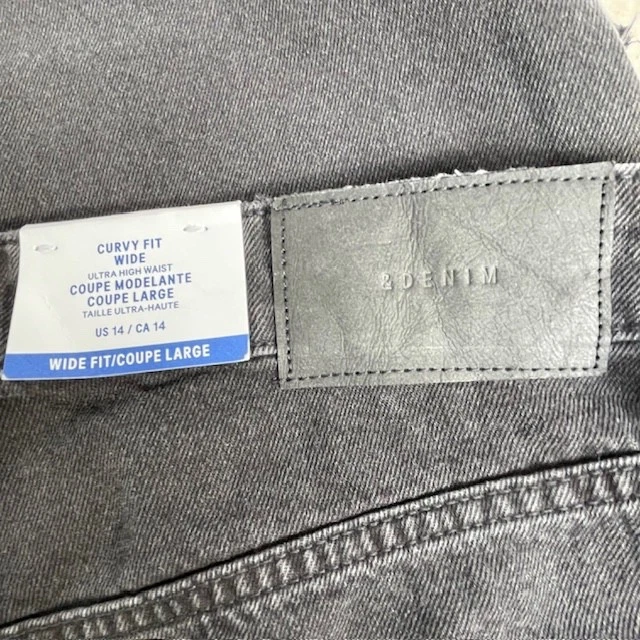 CURVY FIT
WIDE
ULTRA HIGH WAIST
COUPE MODELANTE
COUPE LARGE
TAILLE ULTRA-HAUTE
US 14 / CA 14
WIDE FIT/COUPE LARGE
&DENIM